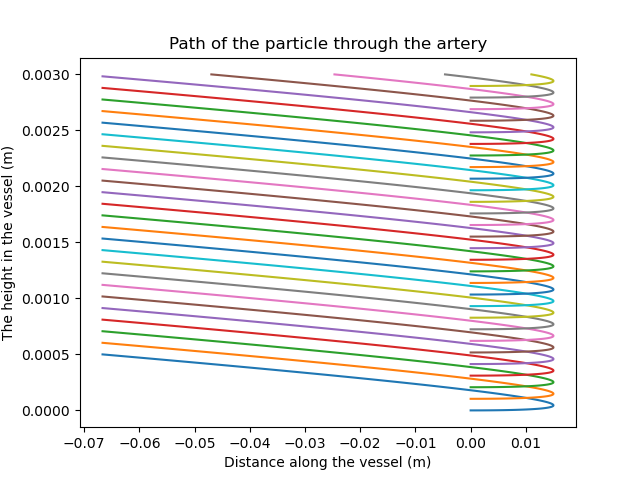 Path of the particle through the artery
The height in the vessel (m)
0.0030
0.0025
0.0020
0.0015
0.0010
0.0005
0.0000
−0.07 −0.06 −0.05 −0.04 −0.03 −0.02 −0.01 0.00 0.01
Distance along the vessel (m)